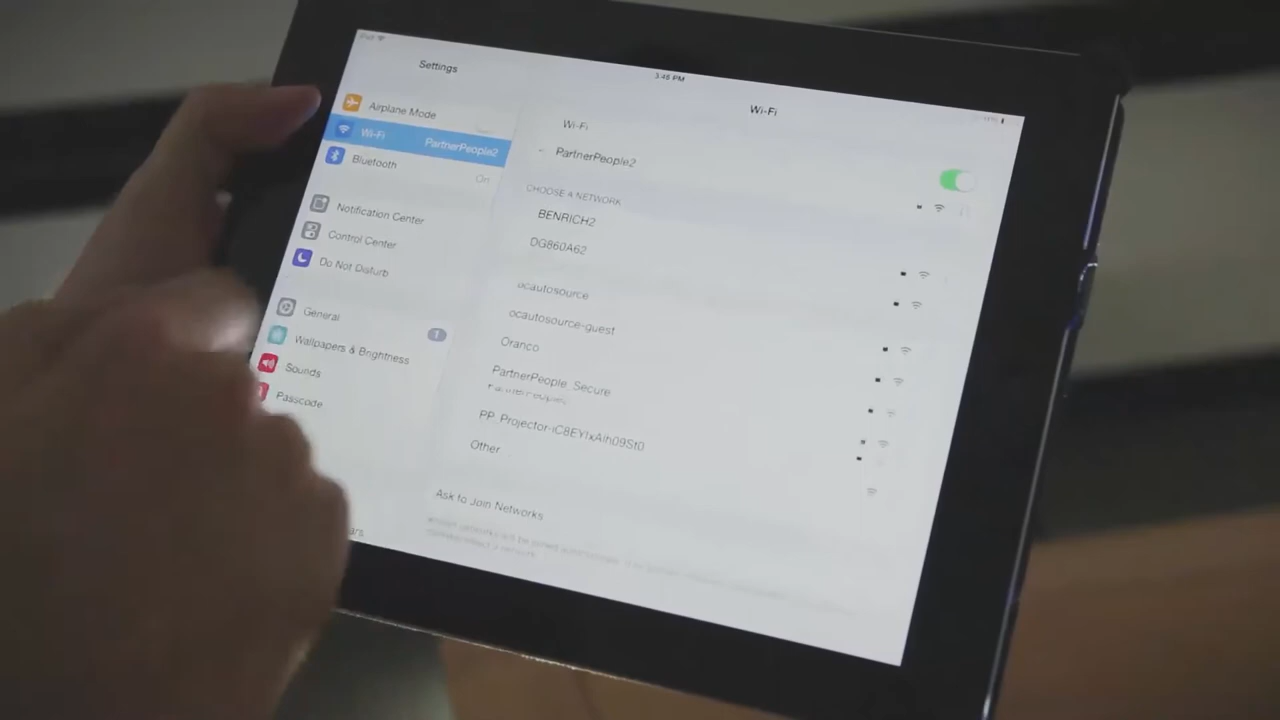 iPad
3:46 PM
Settings
Airplane Mode
Wi-Fi PartnerPeople2
Bluetooth On
Notification Center
Control Center
Do Not Disturb
General 1
Wallpapers & Brightness
Sounds
Passcode
Wi-Fi
Wi-Fi
PartnerPeople2
CHOOSE A NETWORK
BENRICH2
DG860A62
ocautosource
ocautosource-guest
Oranco
PartnerPeople_Secure
Other
Ask to Join Networks